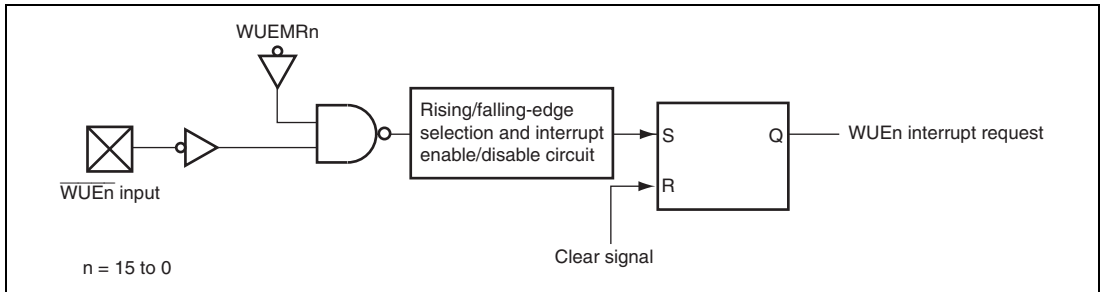 WUEMRn
Rising/falling-edge
selection and interrupt
enable/disable circuit
S
Q
WUEn interrupt request
R
WUEn input
Clear signal
n = 15 to 0